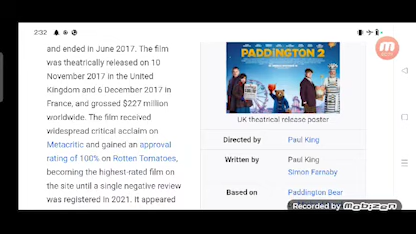 2:32
and ended in June 2017. The film
was theatrically released on 10
November 2017 in the United
Kingdom and 6 December 2017 in
France, and grossed $227 million
worldwide. The film received
widespread critical acclaim on
Metacritic and gained an approval
rating of 100% on Rotten Tomatoes,
becoming the highest-rated film on
the site until a single negative review
was registered in 2021. It appeared
PADDINGTON 2
UK theatrical release poster
Directed by Paul King
Written by Paul King
Simon Farnaby
Based on Paddington Bear
Recorded by Mobizen